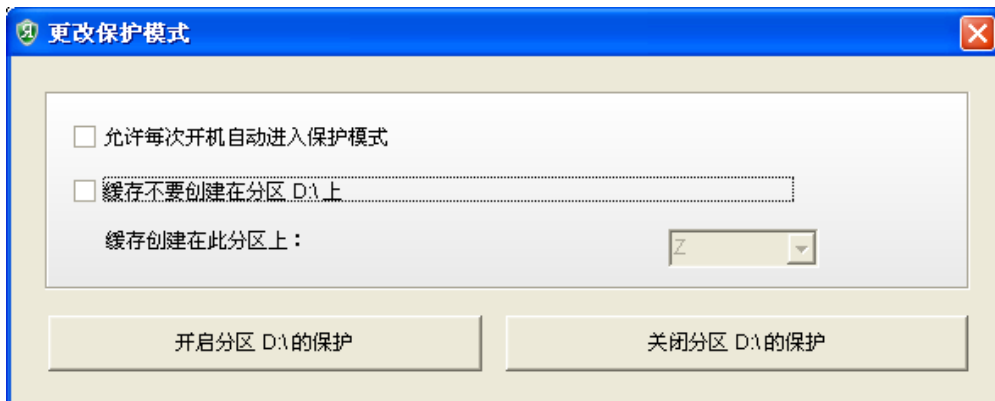 更改保护模式
允许每次开机自动进入保护模式
缓存不要创建在分区 D:\ 上
缓存创建在此分区上：
Z
开启分区 D:\ 的保护
关闭分区 D:\ 的保护